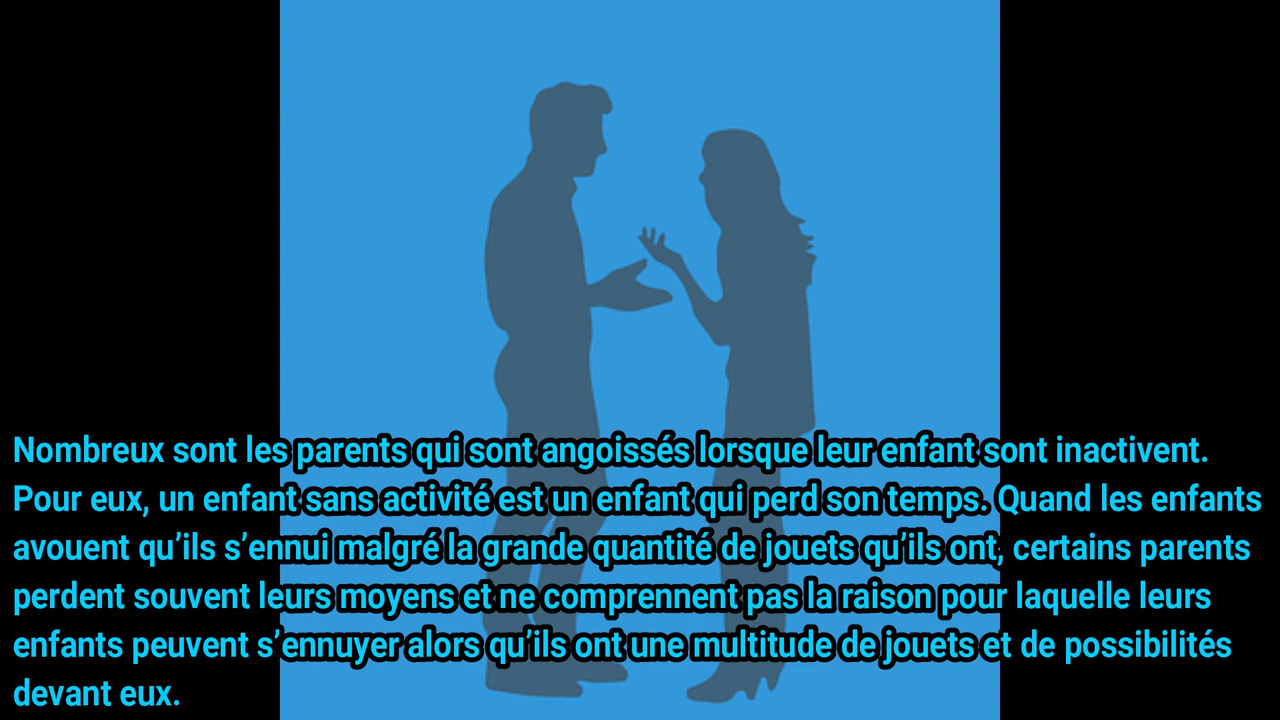 Nombreux sont les parents qui sont angoissés lorsque leur enfant sont inactivent.
Pour eux, un enfant sans activité est un enfant qui perd son temps. Quand les enfants
avouent qu’ils s’ennui malgré la grande quantité de jouets qu’ils ont, certains parents
perdent souvent leurs moyens et ne comprennent pas la raison pour laquelle leurs
enfants peuvent s’ennuyer alors qu’ils ont une multitude de jouets et de possibilités
devant eux.